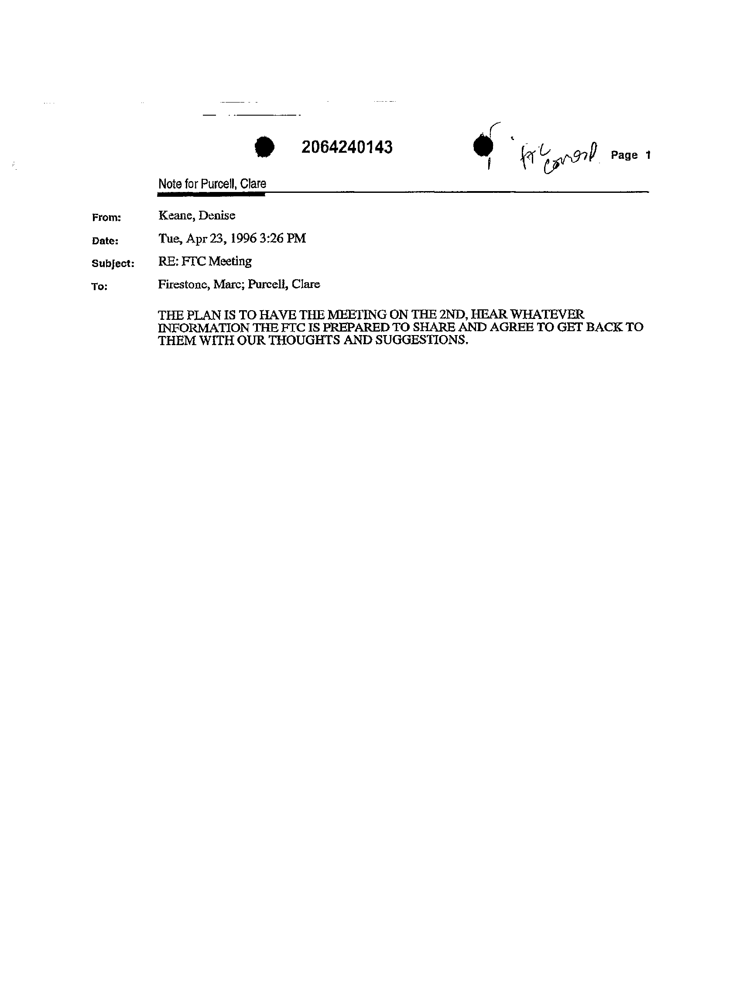 2064240143
Page 1
Note for Purcell, Clare
From: Keane, Denise
Date: Tue, Apr 23, 1996 3:26 PM
Subject: RE: FTC Meeting
To: Firestone, Marc; Purcell, Clare
THE PLAN IS TO HAVE THE MEETING ON THE 2ND, HEAR WHATEVER
INFORMATION THE FTC IS PREPARED TO SHARE AND AGREE TO GET BACK TO
THEM WITH OUR THOUGHTS AND SUGGESTIONS.